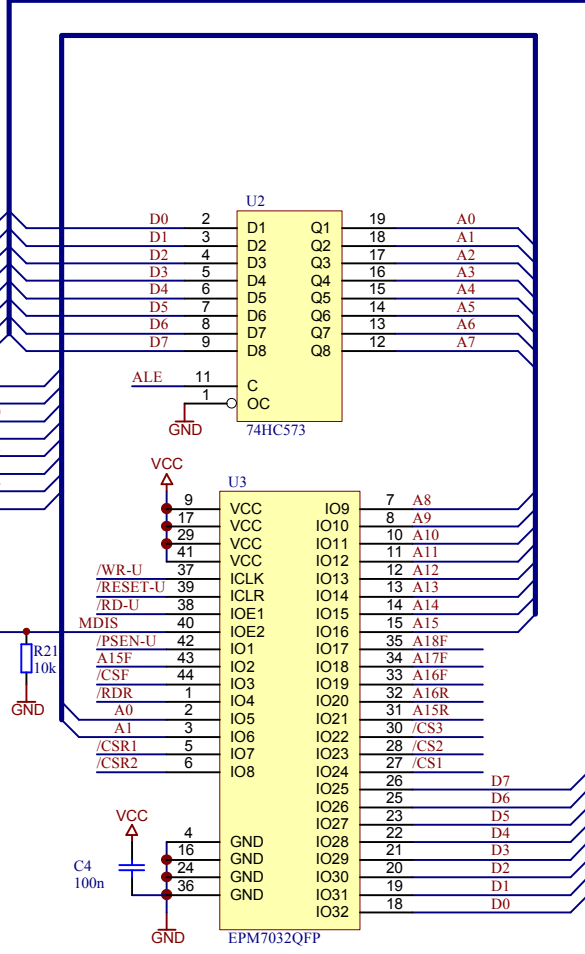 U2
D0 2 D1 Q1 19 A0
D1 3 D2 Q2 18 A1
D2 4 D3 Q3 17 A2
D3 5 D4 Q4 16 A3
D4 6 D5 Q5 15 A4
D5 7 D6 Q6 14 A5
D6 8 D7 Q7 13 A6
D7 9 D8 Q8 12 A7
ALE 11 C
1 OC
GND
74HC573
VCC
U3
9 VCC IO9 7 A8
17 VCC IO10 8 A9
29 VCC IO11 10 A10
41 VCC IO12 11 A11
/WR-U 37 ICLK IO13 12 A12
/RESET-U 39 ICLR IO14 13 A13
/RD-U 38 IOE1 IO15 14 A14
MDIS 40 IOE2 IO16 15 A15
/PSEN-U 42 IO1 IO17 35 A18F
R21
A15F 43 IO2 IO18 34 A17F
10k
/CSF 44 IO3 IO19 33 A16F
/RDR 1 IO4 IO20 32 A16R
GND
A0 2 IO5 IO21 31 A15R
A1 3 IO6 IO22 30 /CS3
/CSR1 5 IO7 IO23 28 /CS2
/CSR2 6 IO8 IO24 27 /CS1
IO25 26 D7
IO26 25 D6
VCC
IO27 23 D5
4 GND IO28 22 D4
16 GND IO29 21 D3
C4
24 GND IO30 20 D2
100n
36 GND IO31 19 D1
IO32 18 D0
GND
EPM7032QFP